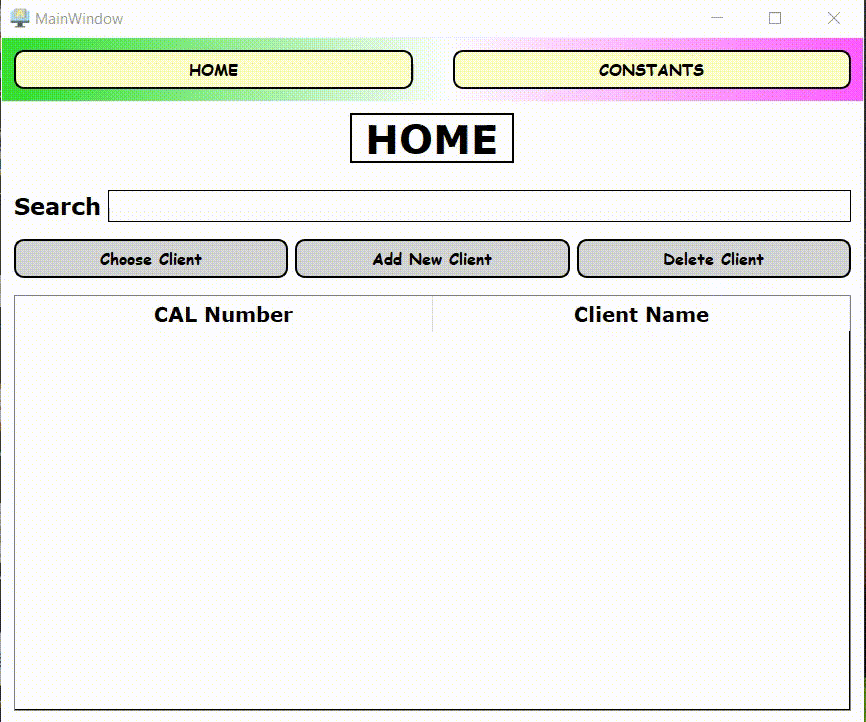 MainWindow
HOME CONSTANTS
HOME
Search
Choose Client Add New Client Delete Client
CAL Number Client Name